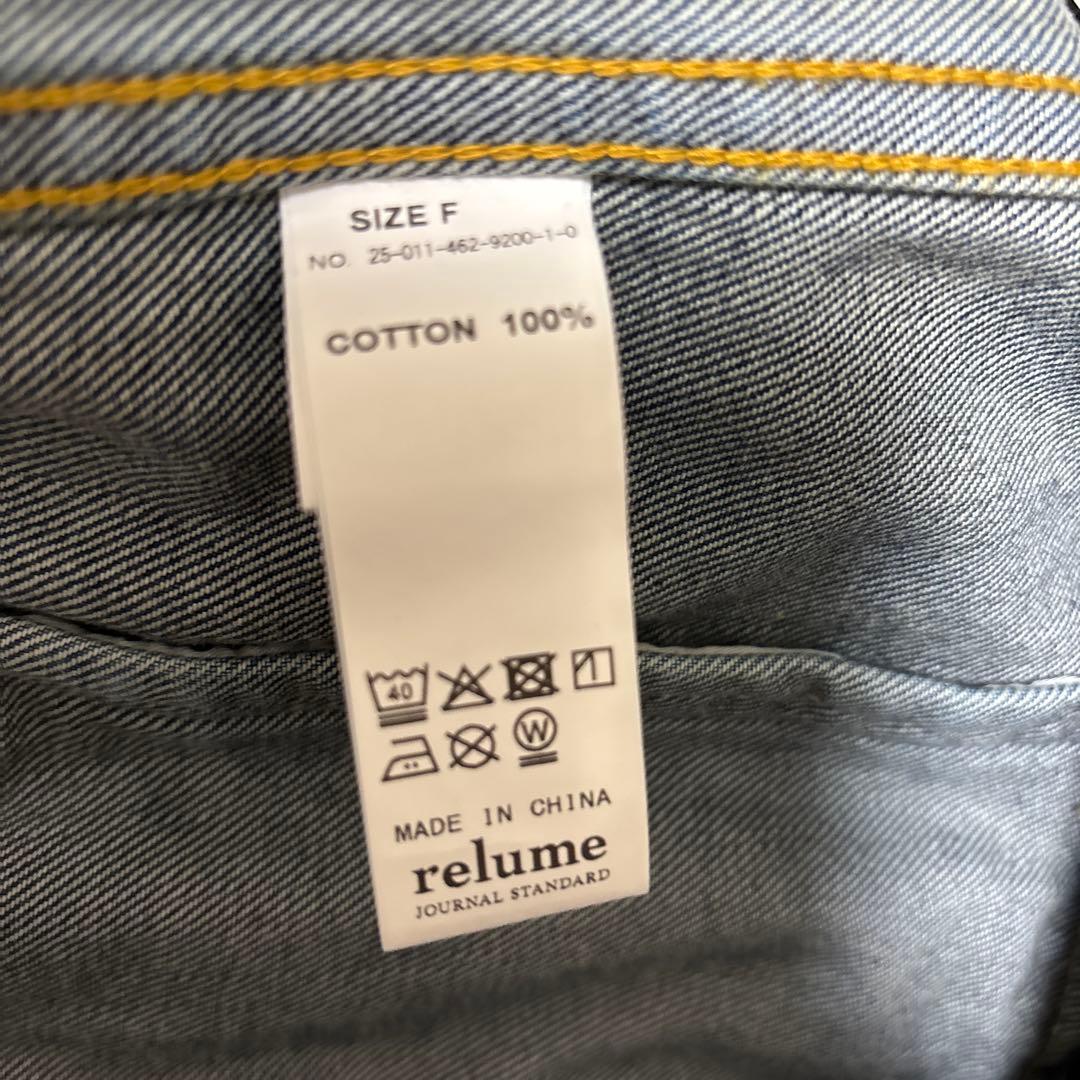 SIZE F
NO. 25-011-462-9200-1-0
COTTON 100%
40
W
MADE IN CHINA
relume
JOURNAL STANDARD